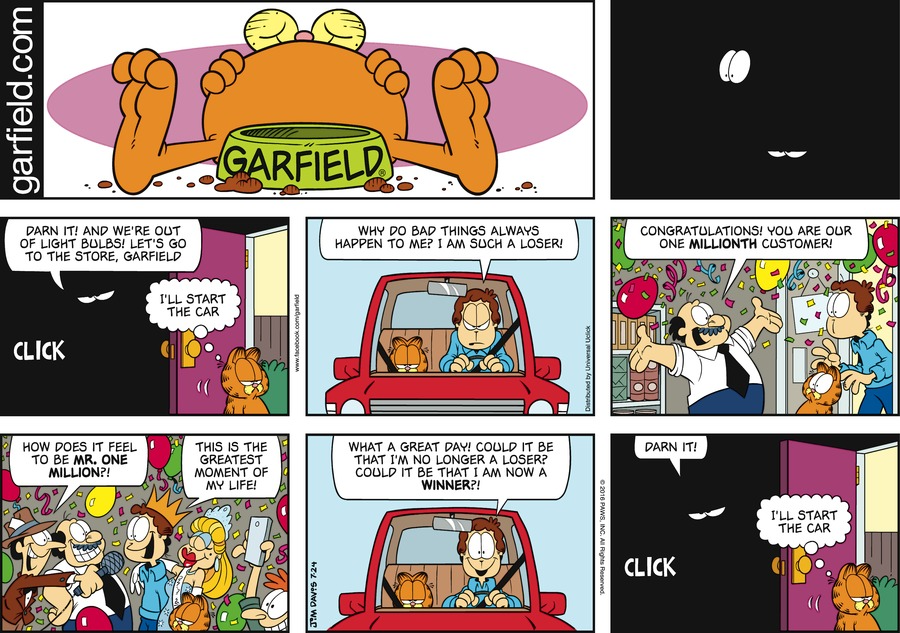 garfield.com
GARFIELD®
DARN IT! AND WE'RE OUT
OF LIGHT BULBS! LET'S GO
TO THE STORE, GARFIELD
I'LL START
THE CAR
CLICK
www.facebook.com/garfield
WHY DO BAD THINGS ALWAYS
HAPPEN TO ME? I AM SUCH A LOSER!
Distributed by Universal Uclick
CONGRATULATIONS! YOU ARE OUR
ONE MILLIONTH CUSTOMER!
HOW DOES IT FEEL
TO BE MR. ONE
MILLION?!
THIS IS THE
GREATEST
MOMENT OF
MY LIFE!
JIM DAVIS 7·24
WHAT A GREAT DAY! COULD IT BE
THAT I'M NO LONGER A LOSER?
COULD IT BE THAT I AM NOW A
WINNER?!
© 2016 PAWS, INC. All Rights Reserved.
DARN IT!
I'LL START
THE CAR
CLICK